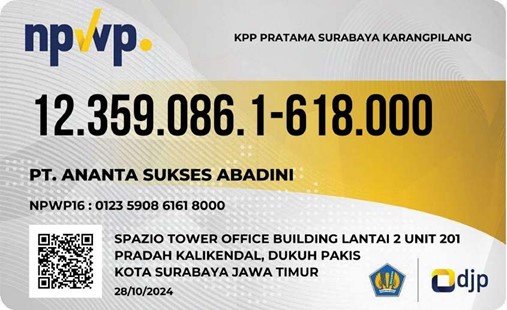 npwp.
KPP PRATAMA SURABAYA KARANGPILANG
12.359.086.1-618.000
PT. ANANTA SUKSES ABADINI
NPWP16 : 0123 5908 6161 8000
SPAZIO TOWER OFFICE BUILDING LANTAI 2 UNIT 201
PRADAH KALIKENDAL, DUKUH PAKIS
KOTA SURABAYA JAWA TIMUR
28/10/2024
djp